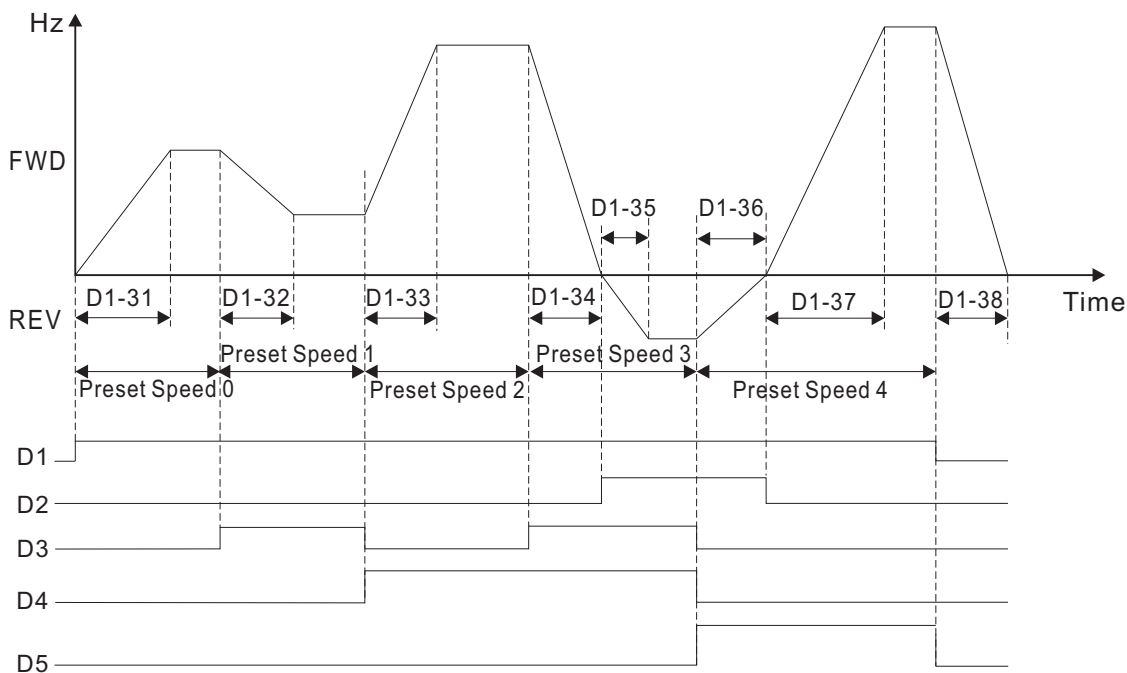 Hz
FWD
D1-35
D1-36
D1-31
D1-32
D1-33
D1-34
D1-37
D1-38
Time
REV
Preset Speed 1
Preset Speed 3
Preset Speed 0
Preset Speed 2
Preset Speed 4
D1
D2
D3
D4
D5